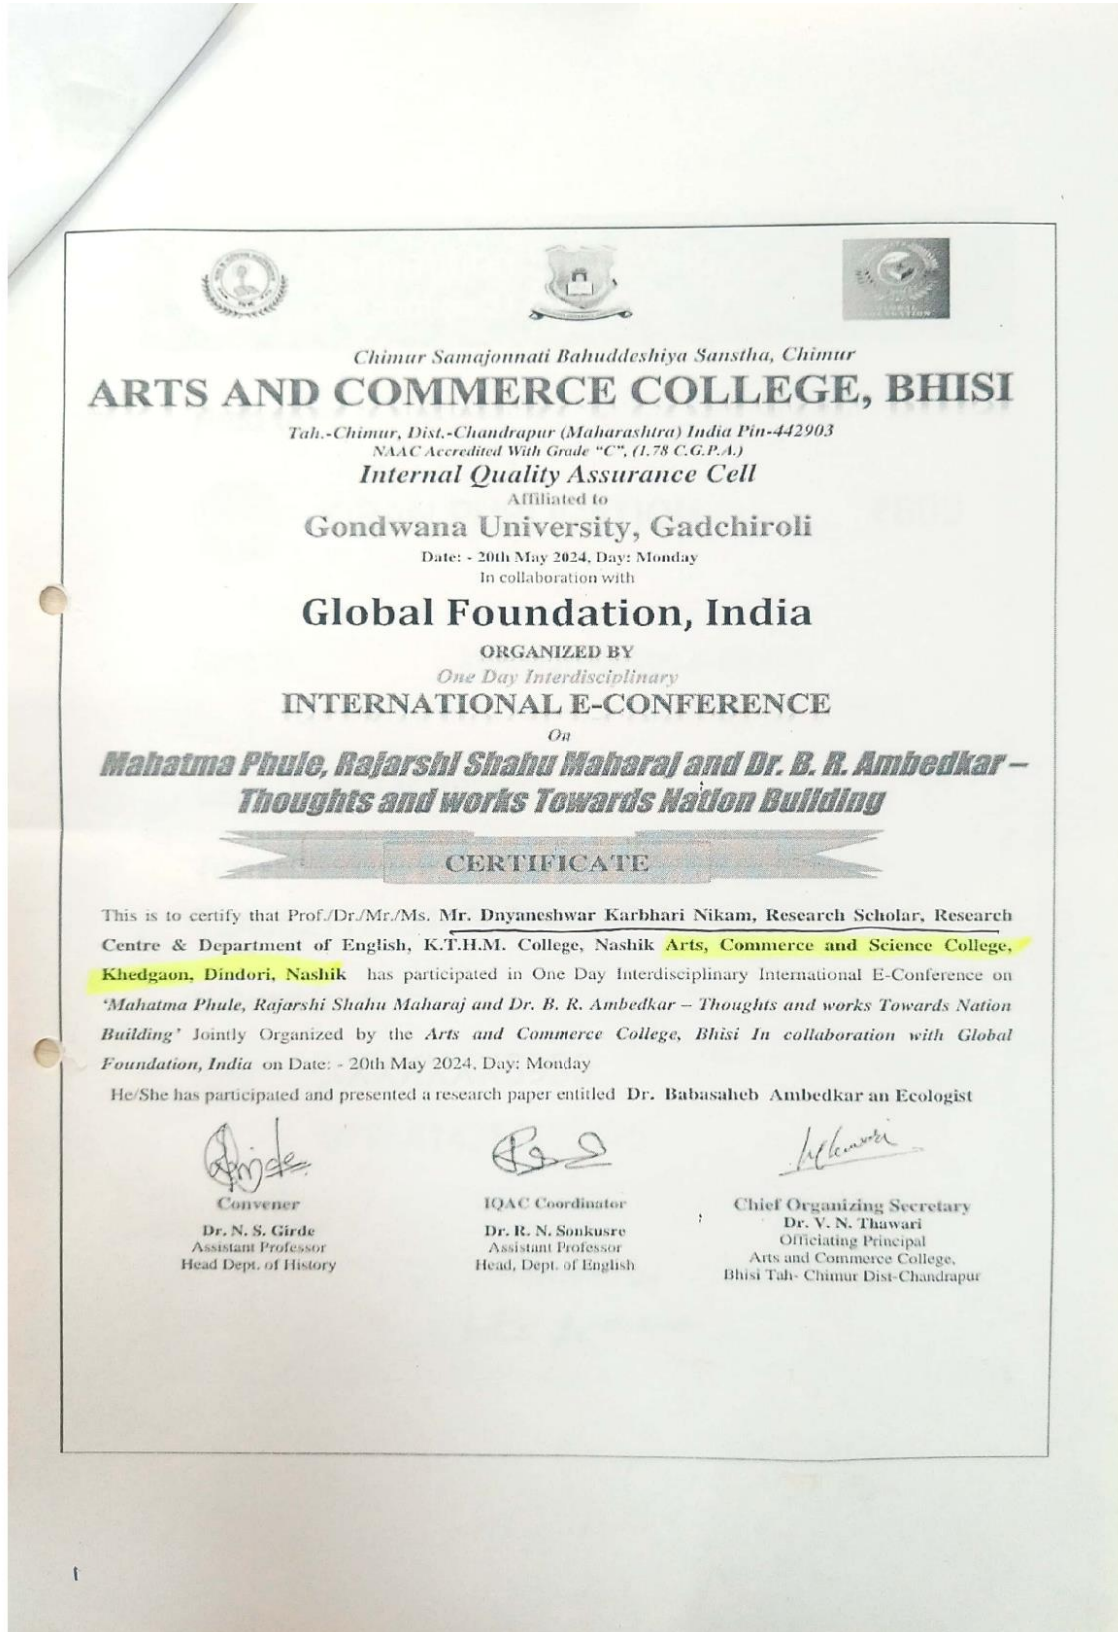 Chimur Samajonnati Bahuddeshiya Sanstha, Chimur
ARTS AND COMMERCE COLLEGE, BHISI
Tah.-Chimur, Dist.-Chandrapur (Maharashtra) India Pin-442903
NAAC Accredited With Grade "C", (1.78 C.G.P.A.)
Internal Quality Assurance Cell
Affiliated to
Gondwana University, Gadchiroli
Date: - 20th May 2024, Day: Monday
In collaboration with
Global Foundation, India
ORGANIZED BY
One Day Interdisciplinary
INTERNATIONAL E-CONFERENCE
On
Mahatma Phule, Rajarshi Shahu Maharaj and Dr. B. R. Ambedkar –
Thoughts and works Towards Nation Building
CERTIFICATE
This is to certify that Prof./Dr./Mr./Ms. Mr. Dnyaneshwar Karbhari Nikam, Research Scholar, Research
Centre & Department of English, K.T.H.M. College, Nashik Arts, Commerce and Science College,
Khedgaon, Dindori, Nashik has participated in One Day Interdisciplinary International E-Conference on
'Mahatma Phule, Rajarshi Shahu Maharaj and Dr. B. R. Ambedkar – Thoughts and works Towards Nation
Building' Jointly Organized by the Arts and Commerce College, Bhisi In collaboration with Global
Foundation, India on Date: - 20th May 2024, Day: Monday
He/She has participated and presented a research paper entitled Dr. Babasaheb Ambedkar an Ecologist
Convener
Dr. N. S. Girde
Assistant Professor
Head Dept. of History
IQAC Coordinator
Dr. R. N. Sonkusre
Assistant Professor
Head, Dept. of English
Chief Organizing Secretary
Dr. V. N. Thawari
Officiating Principal
Arts and Commerce College,
Bhisi Tah- Chimur Dist-Chandrapur